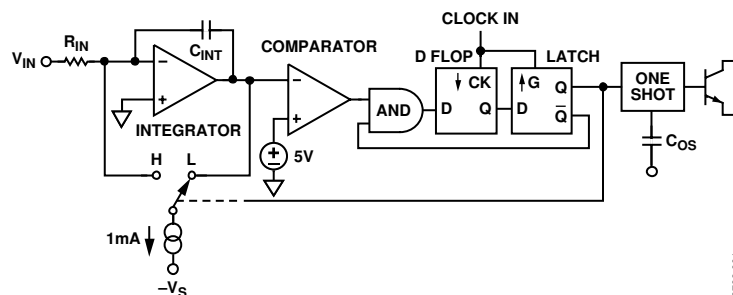 CLOCK IN
V_IN
R_IN
C_INT
COMPARATOR
D FLOP
LATCH
−
+
INTEGRATOR
−
+
5V
AND
CK
D
Q
G
D
Q
Q̅
ONE
SHOT
C_OS
H
L
1mA
−V_S